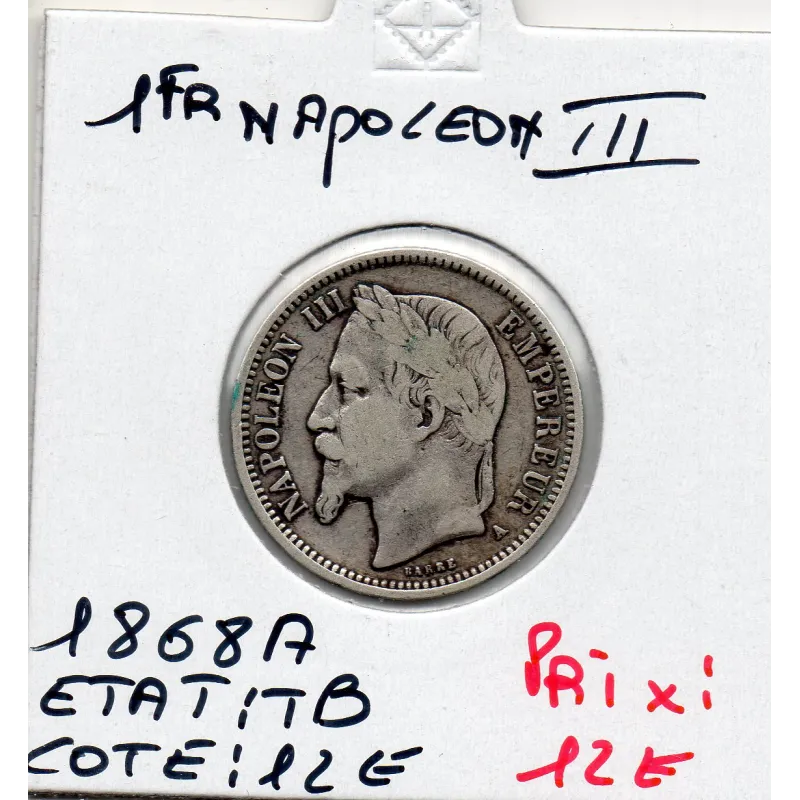 1FR NAPOLEON III
NAPOLEON III EMPEREUR
A
BARRE
1868A
ETAT:TB
COTE:12E
PRix:
12E